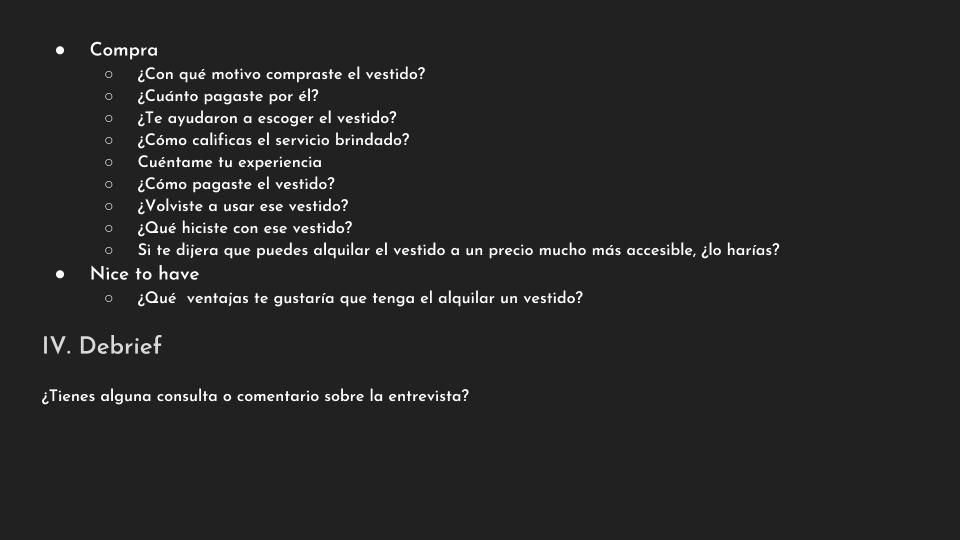 ● Compra
○ ¿Con qué motivo compraste el vestido?
○ ¿Cuánto pagaste por él?
○ ¿Te ayudaron a escoger el vestido?
○ ¿Cómo calificas el servicio brindado?
○ Cuéntame tu experiencia
○ ¿Cómo pagaste el vestido?
○ ¿Volviste a usar ese vestido?
○ ¿Qué hiciste con ese vestido?
○ Si te dijera que puedes alquilar el vestido a un precio mucho más accesible, ¿lo harías?
● Nice to have
○ ¿Qué  ventajas te gustaría que tenga el alquilar un vestido?
IV. Debrief
¿Tienes alguna consulta o comentario sobre la entrevista?